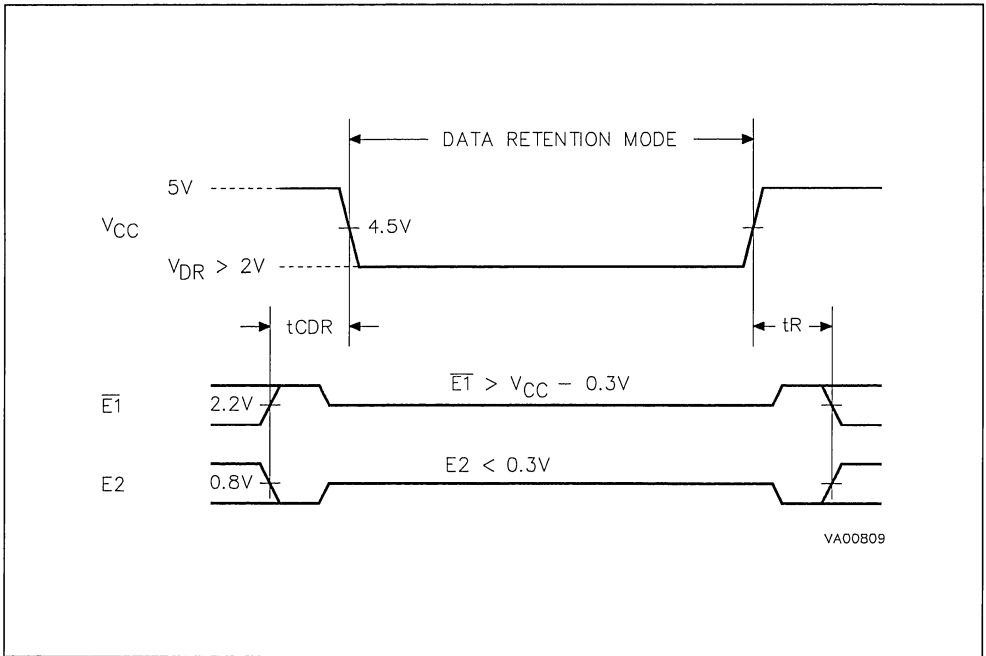 DATA RETENTION MODE
5V
VCC
4.5V
VDR > 2V
tCDR
tR
E1
2.2V
E1 > VCC – 0.3V
E2
0.8V
E2 < 0.3V
VA00809